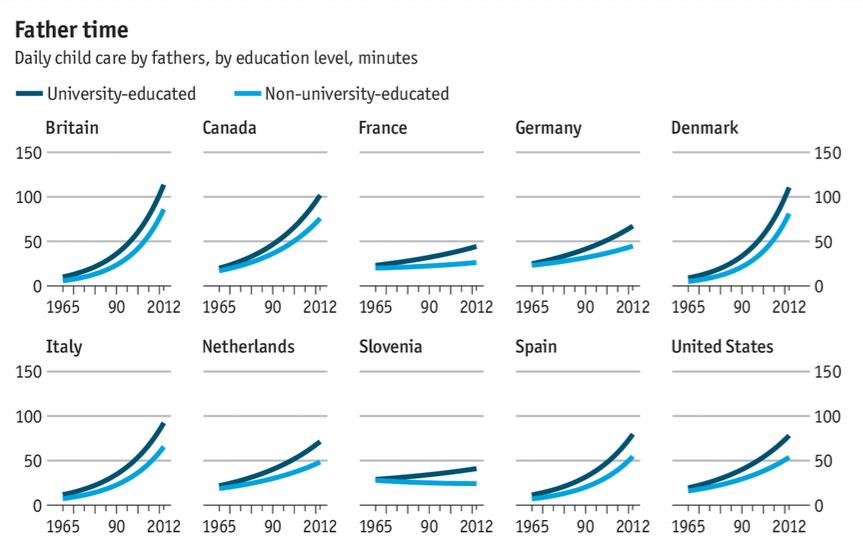 Father time
Daily child care by fathers, by education level, minutes
University-educated Non-university-educated
Britain Canada France Germany Denmark
150 150
100 100
50 50
0 0
1965 90 2012 1965 90 2012 1965 90 2012 1965 90 2012 1965 90 2012
Italy Netherlands Slovenia Spain United States
150 150
100 100
50 50
0 0
1965 90 2012 1965 90 2012 1965 90 2012 1965 90 2012 1965 90 2012